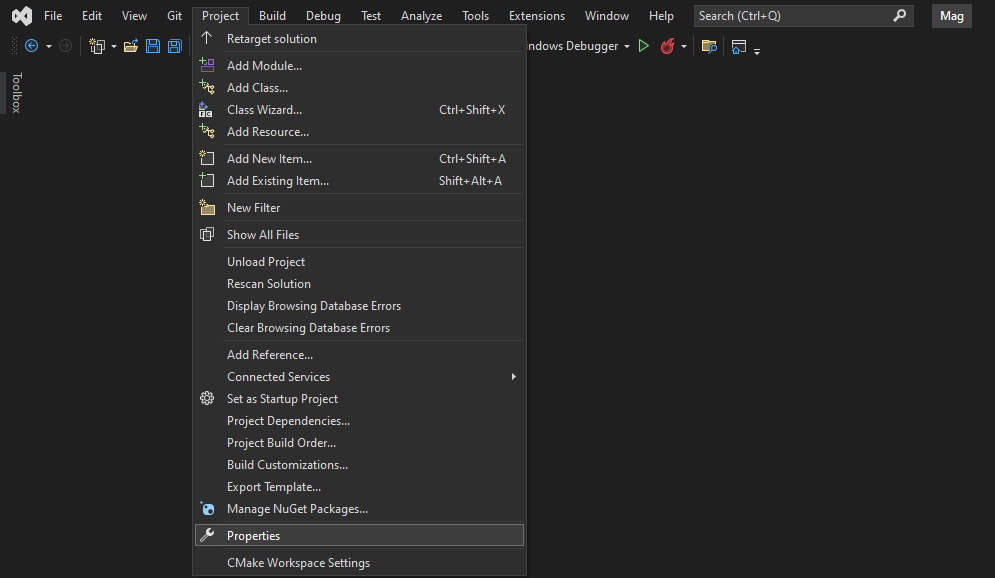 File Edit View Git Project Build Debug Test Analyze Tools Extensions Window Help Search (Ctrl+Q) Mag
Retarget solution
ndows Debugger
Toolbox
Add Module...
Add Class...
Class Wizard... Ctrl+Shift+X
Add Resource...
Add New Item... Ctrl+Shift+A
Add Existing Item... Shift+Alt+A
New Filter
Show All Files
Unload Project
Rescan Solution
Display Browsing Database Errors
Clear Browsing Database Errors
Add Reference...
Connected Services
Set as Startup Project
Project Dependencies...
Project Build Order...
Build Customizations...
Export Template...
Manage NuGet Packages...
Properties
CMake Workspace Settings